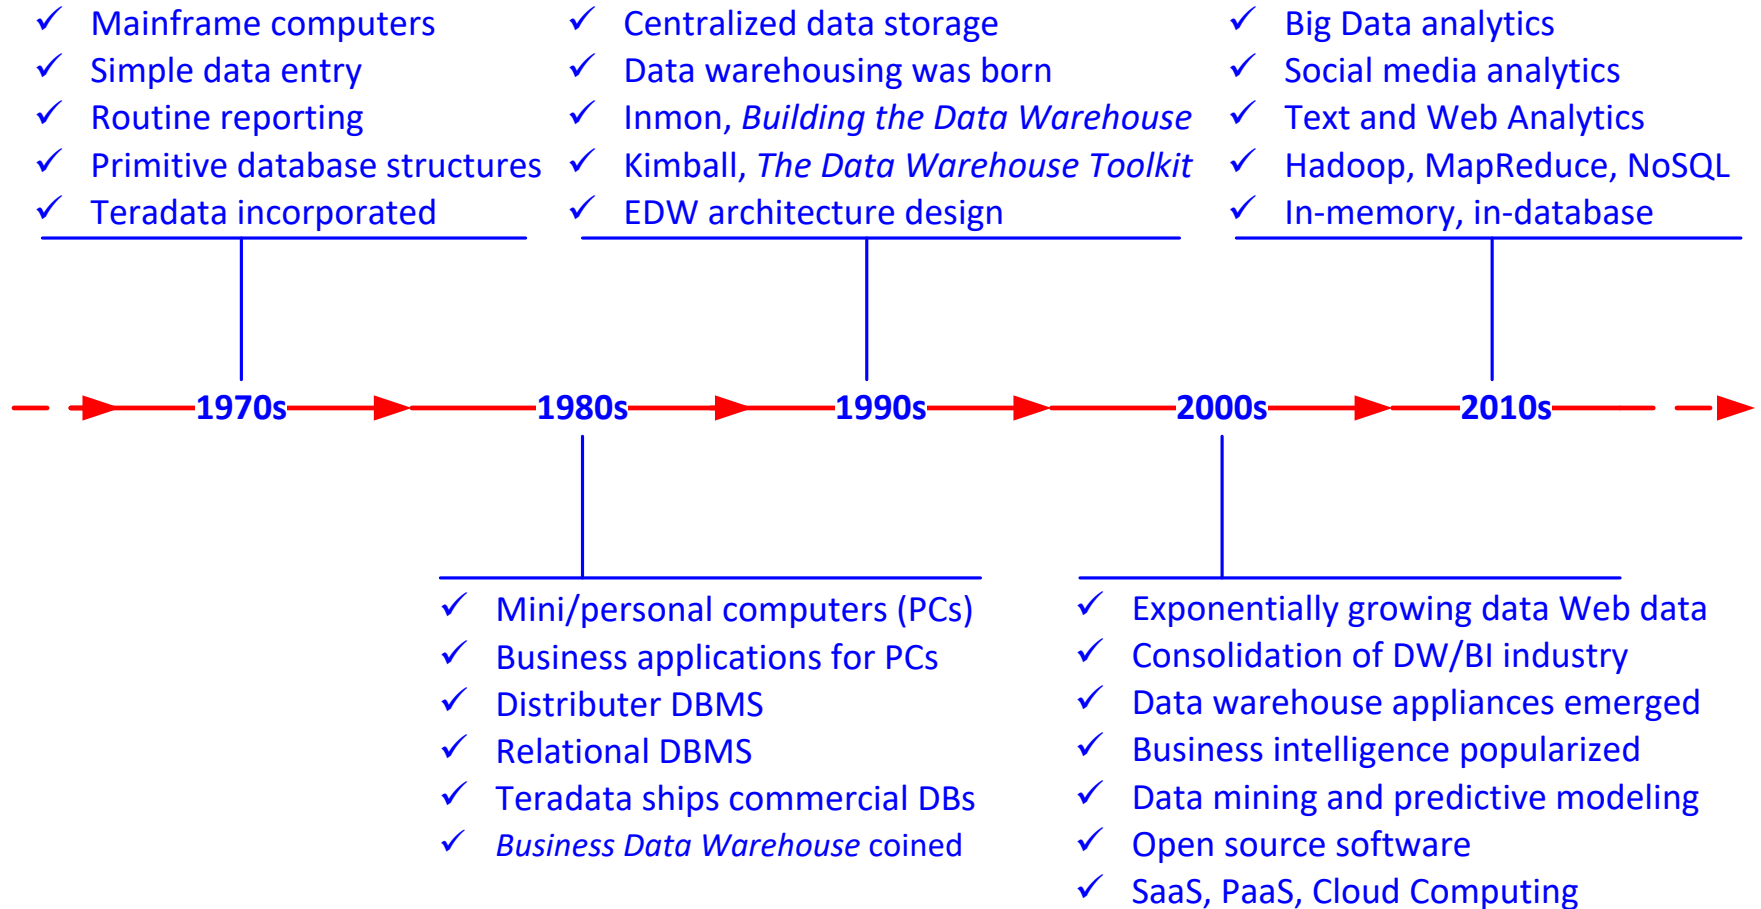 ✓ Mainframe computers
✓ Simple data entry
✓ Routine reporting
✓ Primitive database structures
✓ Teradata incorporated
✓ Centralized data storage
✓ Data warehousing was born
✓ Inmon, Building the Data Warehouse
✓ Kimball, The Data Warehouse Toolkit
✓ EDW architecture design
✓ Big Data analytics
✓ Social media analytics
✓ Text and Web Analytics
✓ Hadoop, MapReduce, NoSQL
✓ In-memory, in-database
1970s
1980s
1990s
2000s
2010s
✓ Mini/personal computers (PCs)
✓ Business applications for PCs
✓ Distributer DBMS
✓ Relational DBMS
✓ Teradata ships commercial DBs
✓ Business Data Warehouse coined
✓ Exponentially growing data Web data
✓ Consolidation of DW/BI industry
✓ Data warehouse appliances emerged
✓ Business intelligence popularized
✓ Data mining and predictive modeling
✓ Open source software
✓ SaaS, PaaS, Cloud Computing